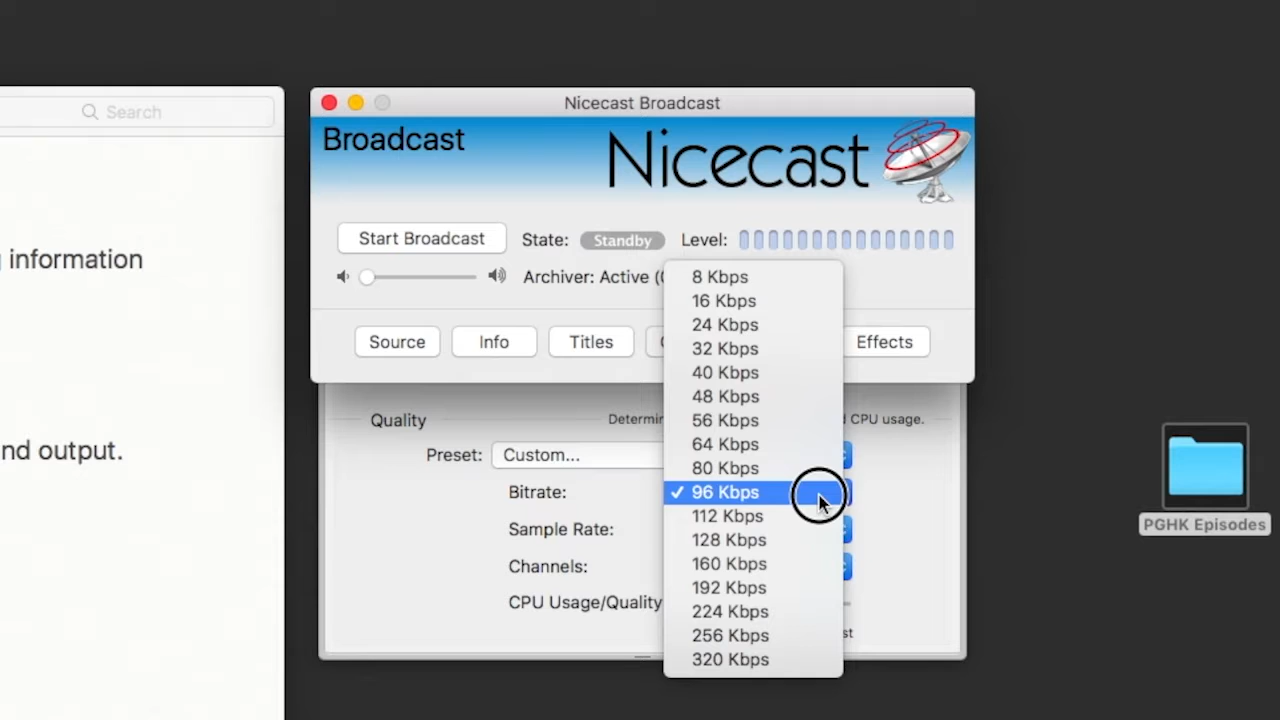 Search
information
nd output.
Nicecast Broadcast
Broadcast
Nicecast
Start Broadcast
State:
Standby
Level:
Archiver: Active
Source
Info
Titles
Effects
Quality
CPU usage.
Preset:
Custom...
Bitrate:
Sample Rate:
Channels:
CPU Usage/Quality
8 Kbps
16 Kbps
24 Kbps
32 Kbps
40 Kbps
48 Kbps
56 Kbps
64 Kbps
80 Kbps
✓ 96 Kbps
112 Kbps
128 Kbps
160 Kbps
192 Kbps
224 Kbps
256 Kbps
320 Kbps
PGHK Episodes